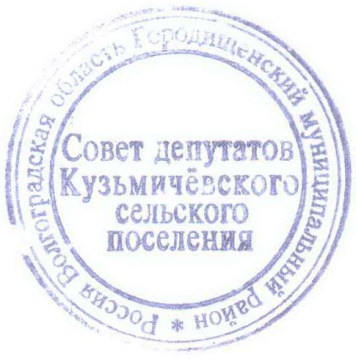 Россия Волгоградская область Городищенский муниципальный район *
Совет депутатов
Кузьмичёвского
сельского
поселения